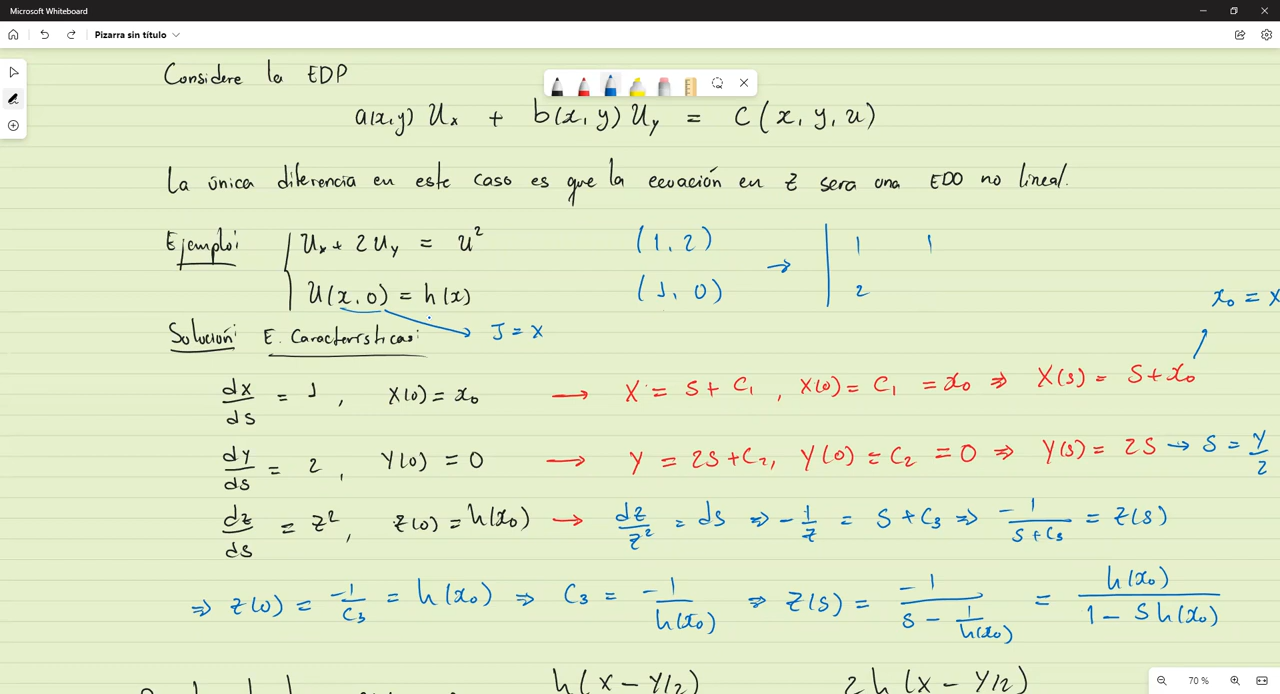 Microsoft Whiteboard
Pizarra sin título
Considere la EDP
a(x,y) Ux + b(x,y) Uy = C(x, y, u)
La única diferencia en este caso es que la ecuación en z sera una EDO no lineal.
Ejemplo: Ux + 2Uy = u² (1, 2) → | 1 1
U(x, 0) = h(x) (1, 0) 2
J = x
x₀ = x
Solución: E. Características:
dx/ds = 1, X(0) = x₀ → X = s + C₁, X(0) = C₁ = x₀ ⇒ X(s) = s + x₀
dy/ds = 2, Y(0) = 0 → Y = 2s + C₂, Y(0) = C₂ = 0 ⇒ Y(s) = 2s → s = Y/2
dz/ds = z², z(0) = h(x₀) → dz/z² = ds ⇒ -1/z = s + C₃ ⇒ -1/(s + C₃) = z(s)
⇒ z(0) = -1/C₃ = h(x₀) ⇒ C₃ = -1/h(x₀) ⇒ z(s) = -1/(s - 1/h(x₀)) = h(x₀)/(1 - s h(x₀))
h(X - Y/2) 2h(X - Y/2)
70 %